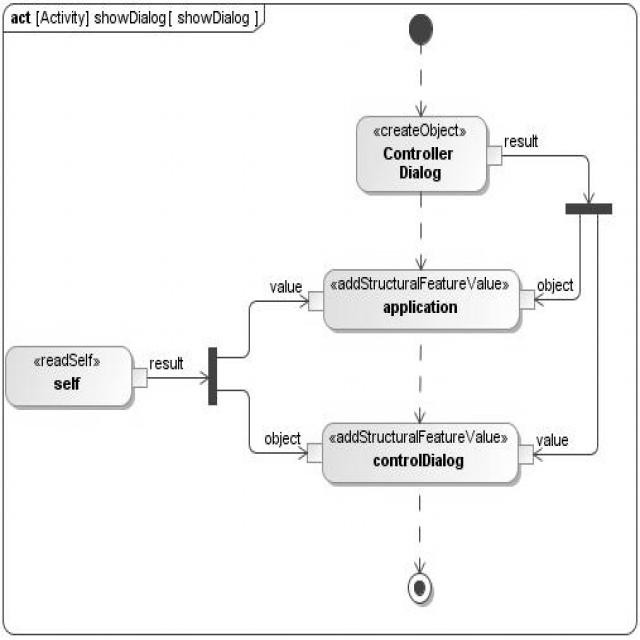 act [Activity] showDialog[ showDialog ]
«createObject»
Controller
Dialog
result
«addStructuralFeatureValue»
application
value
object
«readSelf»
self
result
«addStructuralFeatureValue»
controlDialog
object
value